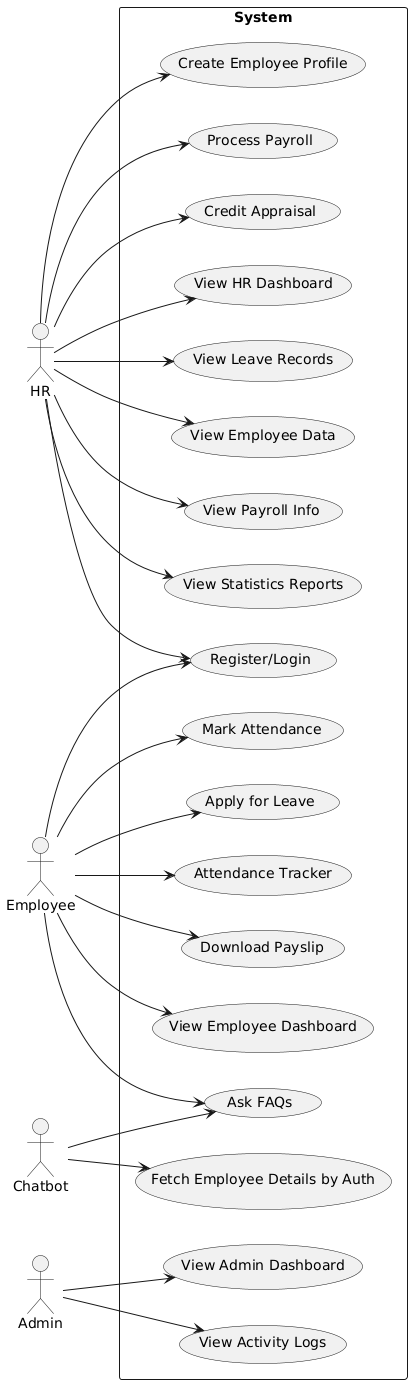 System
Create Employee Profile
Process Payroll
Credit Appraisal
View HR Dashboard
View Leave Records
HR
View Employee Data
View Payroll Info
View Statistics Reports
Register/Login
Mark Attendance
Apply for Leave
Attendance Tracker
Employee
Download Payslip
View Employee Dashboard
Ask FAQs
Fetch Employee Details by Auth
Chatbot
View Admin Dashboard
Admin
View Activity Logs